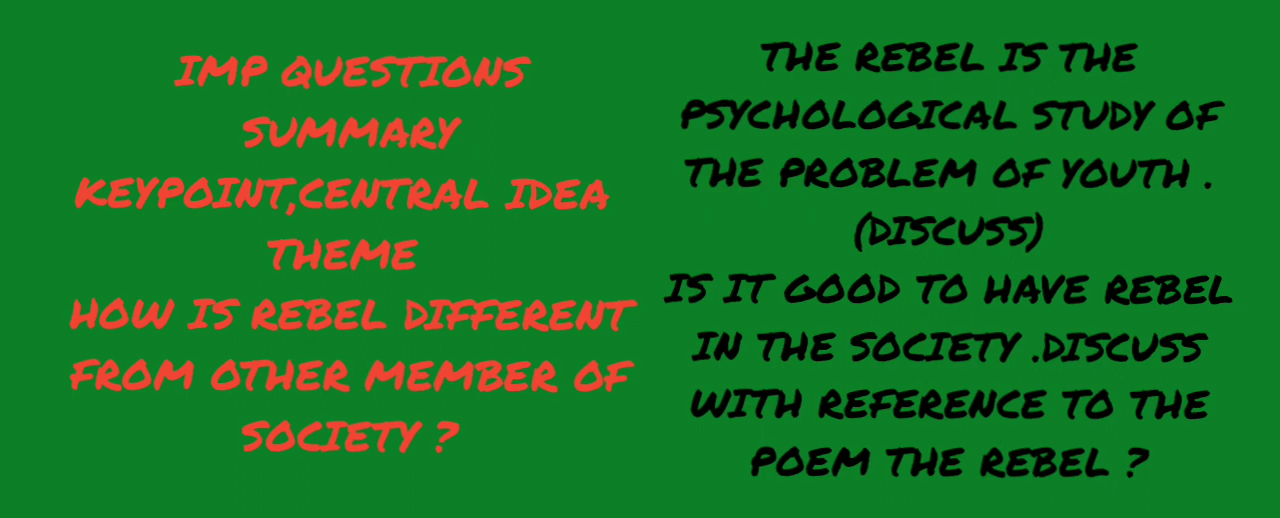 IMP QUESTIONS
SUMMARY
KEYPOINT,CENTRAL IDEA
THEME
HOW IS REBEL DIFFERENT
FROM OTHER MEMBER OF
SOCIETY ?
THE REBEL IS THE
PSYCHOLOGICAL STUDY OF
THE PROBLEM OF YOUTH .
(DISCUSS)
IS IT GOOD TO HAVE REBEL
IN THE SOCIETY .DISCUSS
WITH REFERENCE TO THE
POEM THE REBEL ?